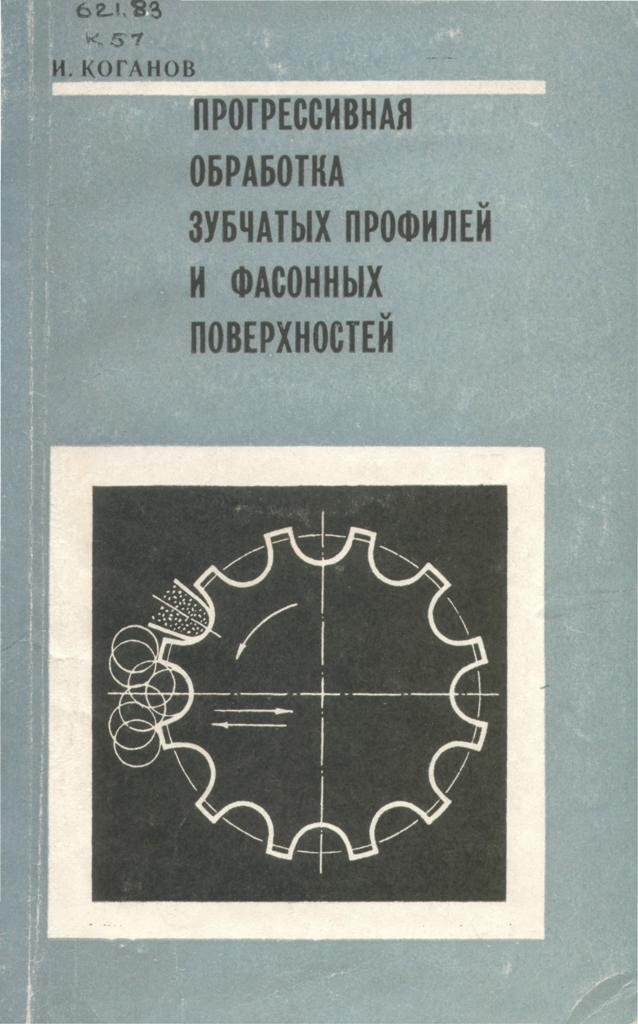 621.83
К 57
И. КОГАНОВ
ПРОГРЕССИВНАЯ
ОБРАБОТКА
ЗУБЧАТЫХ ПРОФИЛЕЙ
И ФАСОННЫХ
ПОВЕРХНОСТЕЙ